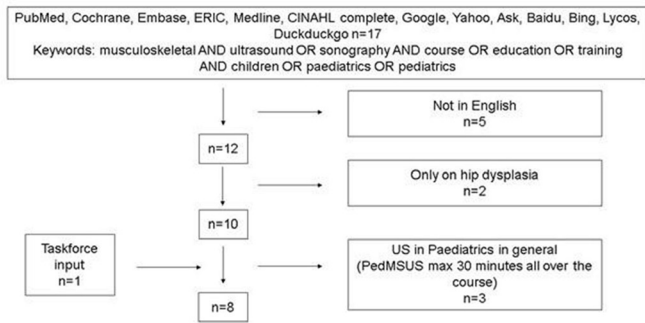 PubMed, Cochrane, Embase, ERIC, Medline, CINAHL complete, Google, Yahoo, Ask, Baidu, Bing, Lycos,
Duckduckgo n=17
Keywords: musculoskeletal AND ultrasound OR sonography AND course OR education OR training
AND children OR paediatrics OR pediatrics
Not in English
n=5
n=12
Only on hip dysplasia
n=2
n=10
Taskforce
input
n=1
US in Paediatrics in general
(PedMSUS max 30 minutes all over the
course)
n=3
n=8